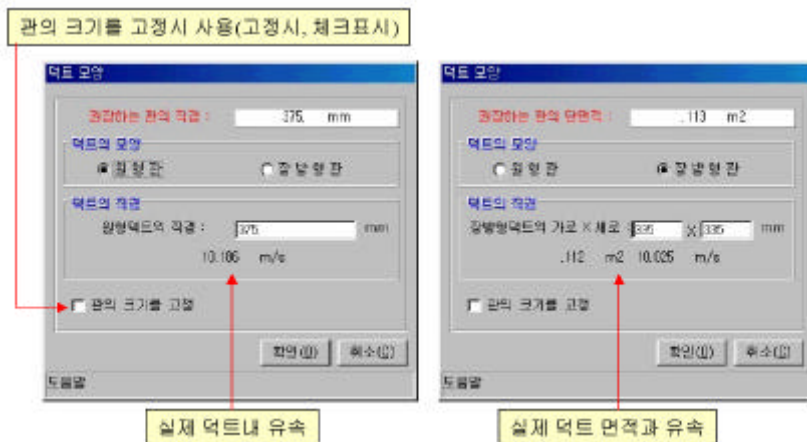 관의 크기를 고정시 사용(고정시, 체크표시)
덕트 모양
권장하는 관의 직경 : 375. mm
덕트의 모양
원형관 장방형관
덕트의 직경
원형덕트의 직경 : 375. mm
10.186 m/s
관의 크기를 고정
확인(O) 취소(C)
도움말
실제 덕트내 유속
덕트 모양
권장하는 관의 단면적 : .113 m2
덕트의 모양
원형관 장방형관
덕트의 직경
장방형덕트의 가로 X 세로 : 335 X 335 mm
.112 m2 10.025 m/s
관의 크기를 고정
확인(O) 취소(C)
도움말
실제 덕트 면적과 유속